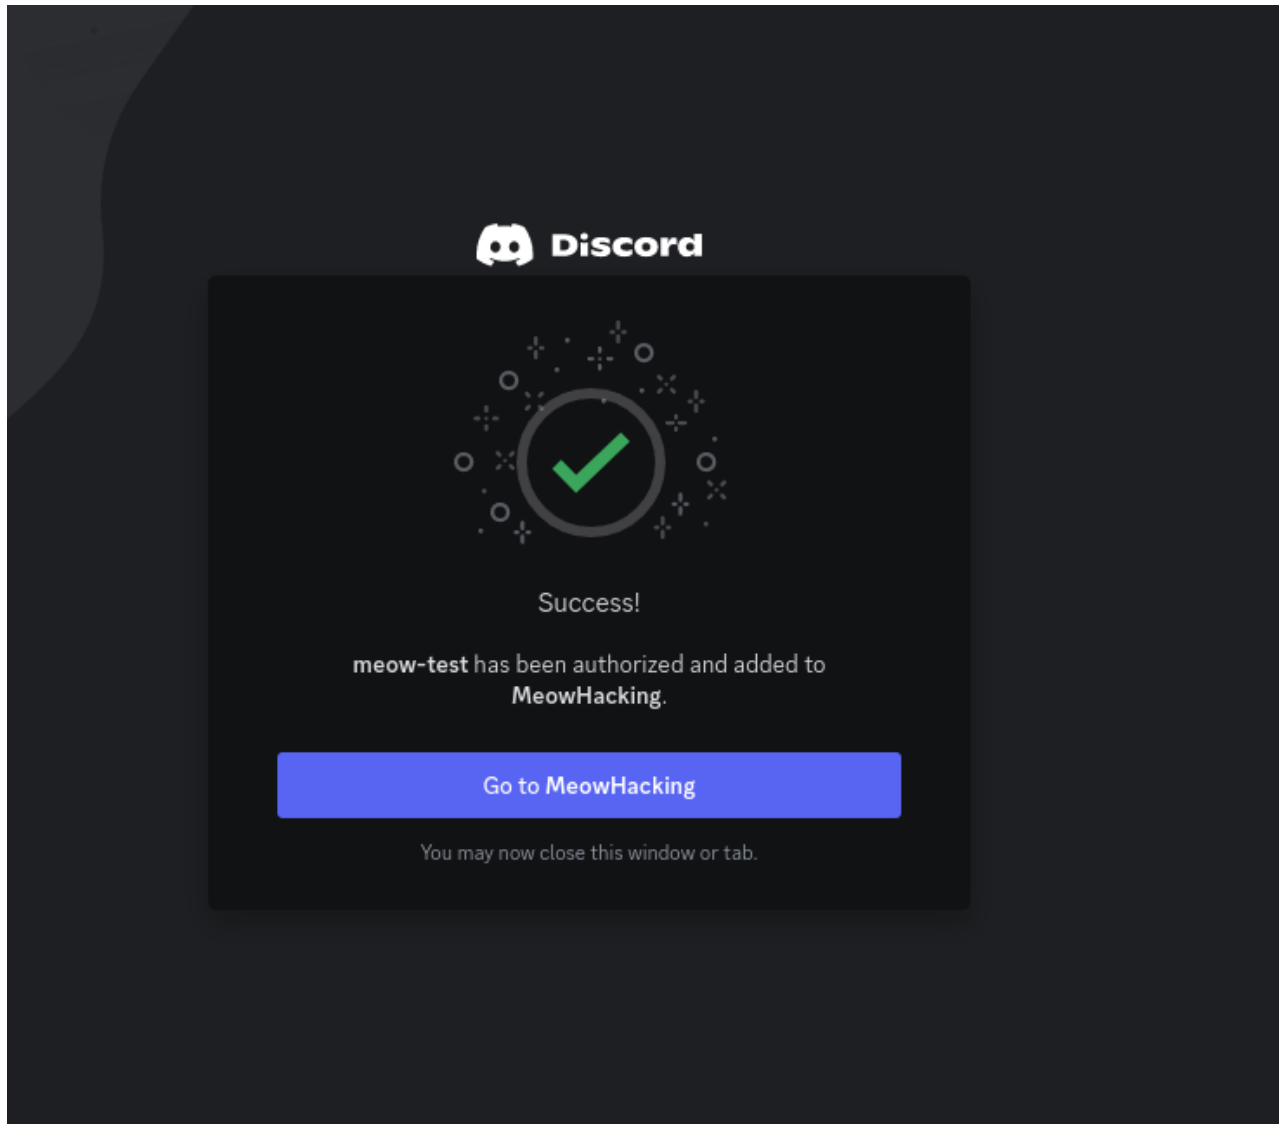 Discord
Success!
meow-test has been authorized and added to
MeowHacking.
Go to MeowHacking
You may now close this window or tab.